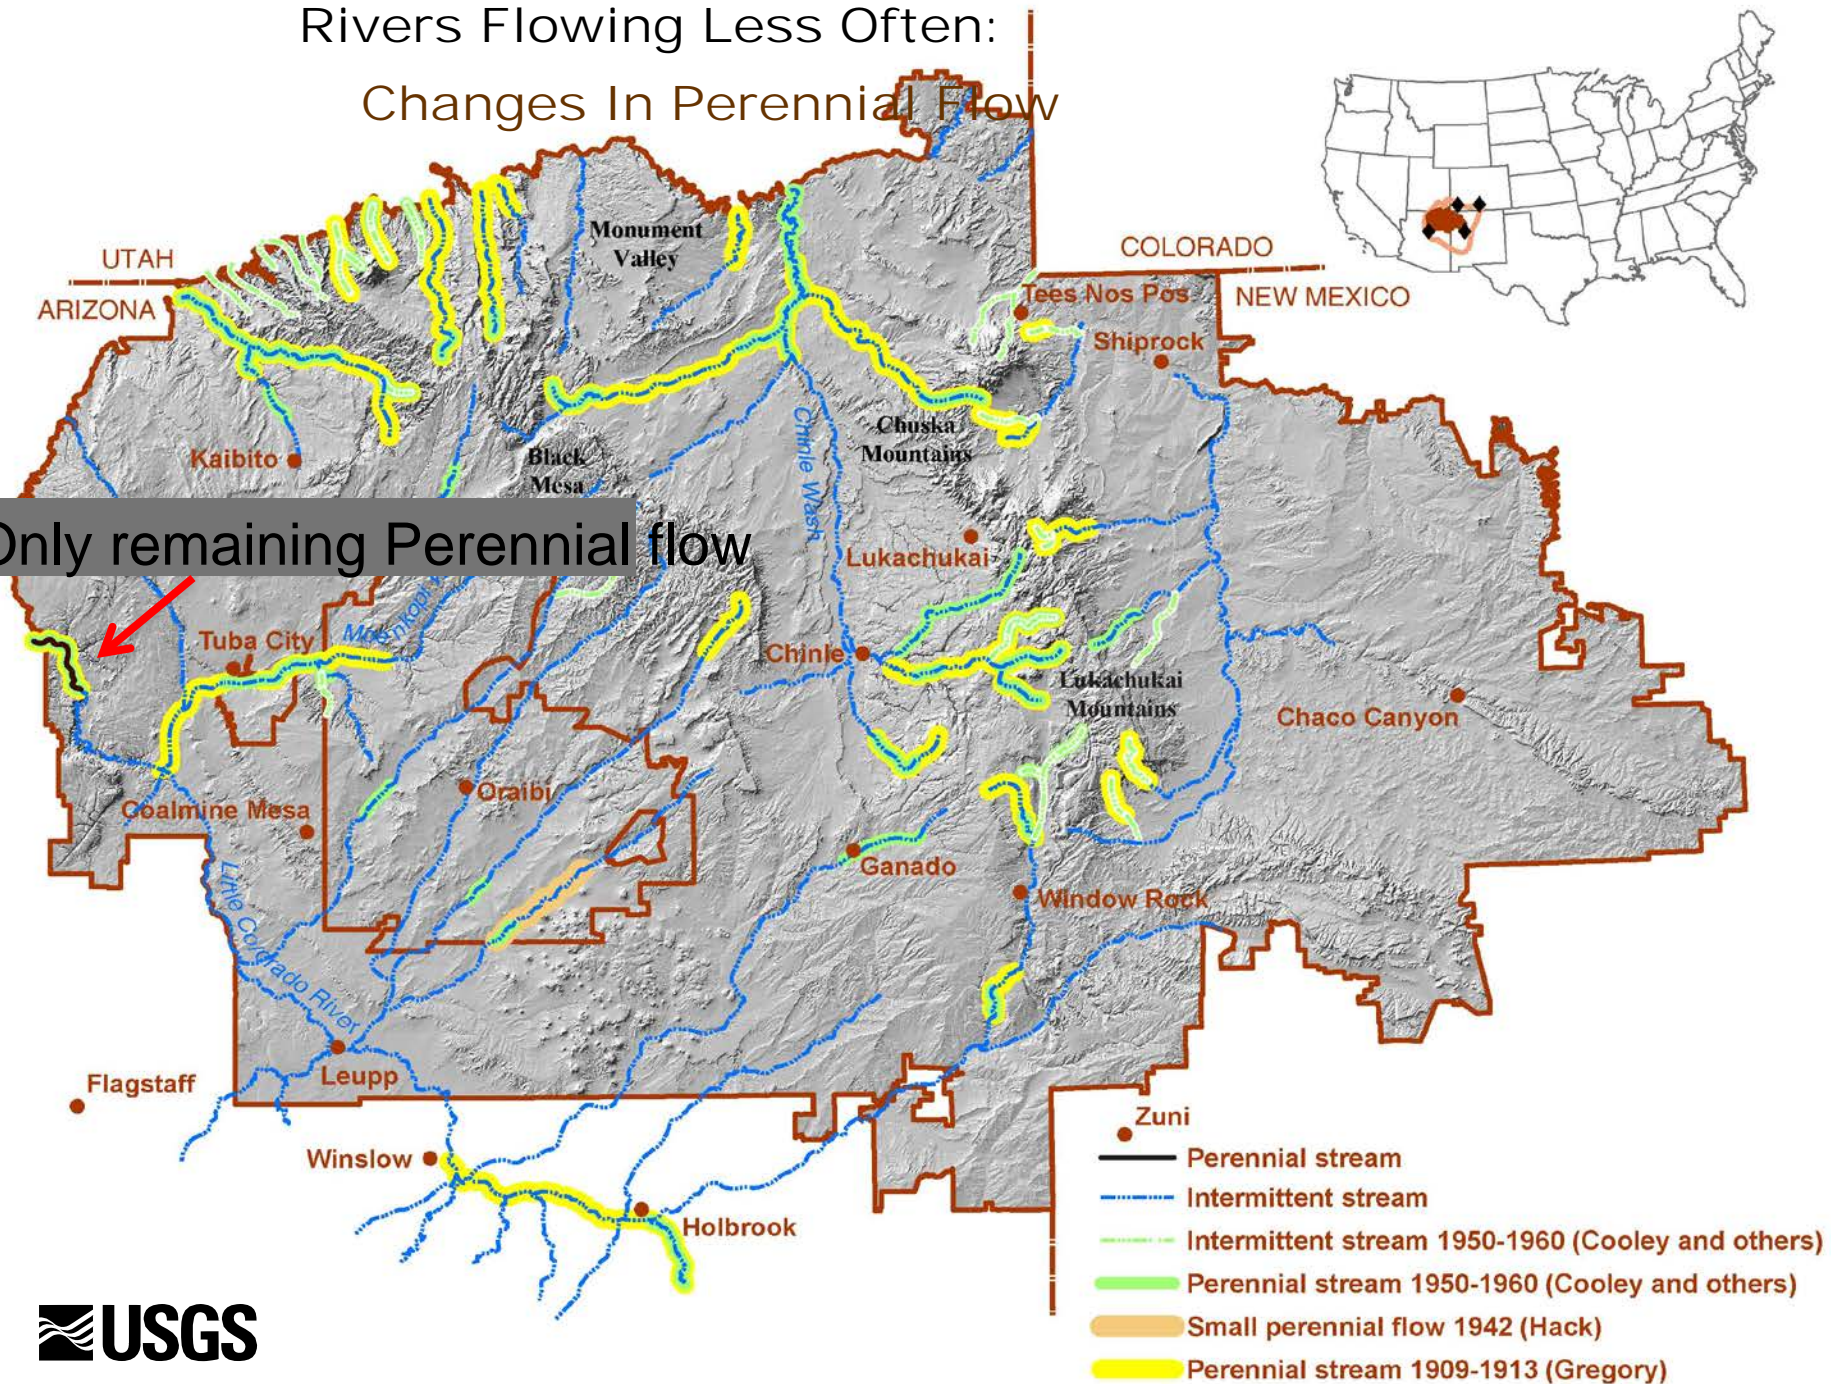 Rivers Flowing Less Often:
Changes In Perennial Flow
UTAH
ARIZONA
COLORADO
NEW MEXICO
Monument
Valley
Tees Nos Pos
Shiprock
Chuska
Mountains
Chinle Wash
Kaibito
Black
Mesa
Only remaining Perennial flow
Lukachukai
Tuba City
Moenkopi
Chinle
Lukachukai
Mountains
Chaco Canyon
Oraibi
Coalmine Mesa
Ganado
Little Colorado River
Window Rock
Leupp
Flagstaff
Zuni
Winslow
Holbrook
Perennial stream
Intermittent stream
Intermittent stream 1950-1960 (Cooley and others)
Perennial stream 1950-1960 (Cooley and others)
Small perennial flow 1942 (Hack)
Perennial stream 1909-1913 (Gregory)
USGS